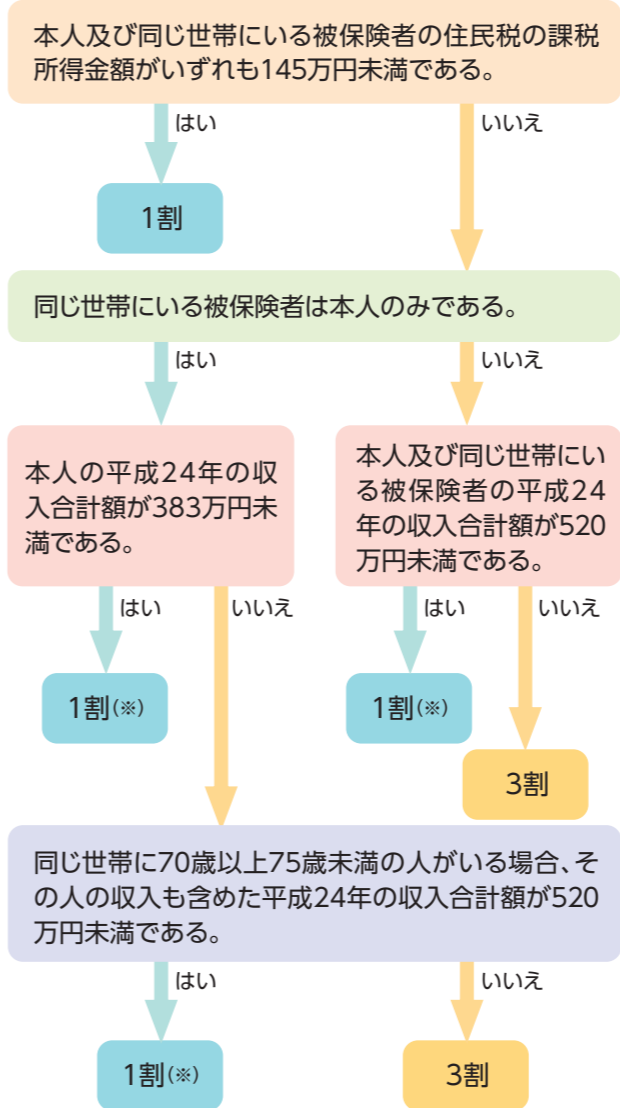 本人及び同じ世帯にいる被保険者の住民税の課税
所得金額がいずれも145万円未満である。
はい
いいえ
1割
同じ世帯にいる被保険者は本人のみである。
はい
いいえ
本人の平成24年の収
入合計額が383万円未
満である。
本人及び同じ世帯にい
る被保険者の平成24
年の収入合計額が520
万円未満である。
はい
いいえ
はい
いいえ
1割(※)
1割(※)
3割
同じ世帯に70歳以上75歳未満の人がいる場合、そ
の人の収入も含めた平成24年の収入合計額が520
万円未満である。
はい
いいえ
1割(※)
3割